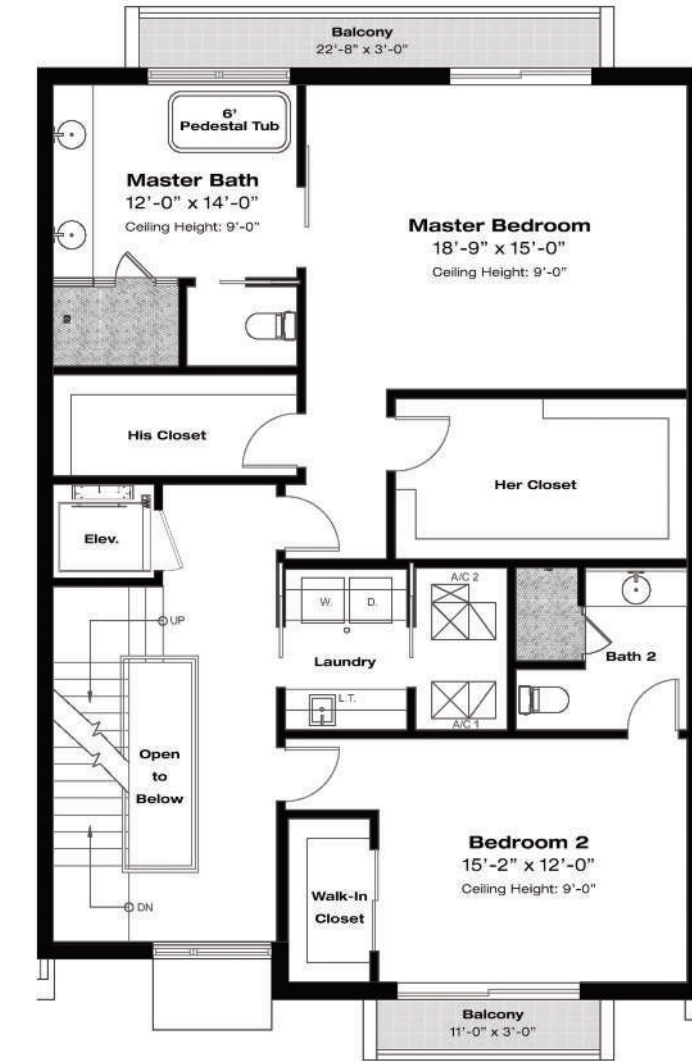 Balcony
22'-8" x 3'-0"
6'
Pedestal Tub
Master Bath
12'-0" x 14'-0"
Ceiling Height: 9'-0"
Master Bedroom
18'-9" x 15'-0"
Ceiling Height: 9'-0"
His Closet
Her Closet
Elev.
A/C 2
W.
D.
UP
Laundry
Bath 2
L.T.
A/C 1
Open
to
Below
Bedroom 2
15'-2" x 12'-0"
Ceiling Height: 9'-0"
Walk-In
Closet
DN
Balcony
11'-0" x 3'-0"